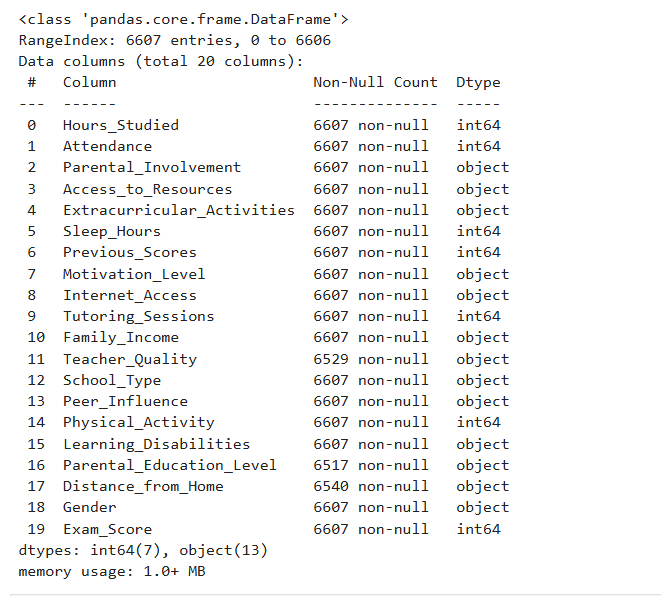 <class 'pandas.core.frame.DataFrame'>
RangeIndex: 6607 entries, 0 to 6606
Data columns (total 20 columns):
 #   Column                      Non-Null Count  Dtype
---  ------                      --------------  -----
 0   Hours_Studied               6607 non-null   int64
 1   Attendance                  6607 non-null   int64
 2   Parental_Involvement        6607 non-null   object
 3   Access_to_Resources         6607 non-null   object
 4   Extracurricular_Activities  6607 non-null   object
 5   Sleep_Hours                 6607 non-null   int64
 6   Previous_Scores             6607 non-null   int64
 7   Motivation_Level            6607 non-null   object
 8   Internet_Access             6607 non-null   object
 9   Tutoring_Sessions           6607 non-null   int64
 10  Family_Income               6607 non-null   object
 11  Teacher_Quality             6529 non-null   object
 12  School_Type                 6607 non-null   object
 13  Peer_Influence              6607 non-null   object
 14  Physical_Activity           6607 non-null   int64
 15  Learning_Disabilities       6607 non-null   object
 16  Parental_Education_Level    6517 non-null   object
 17  Distance_from_Home          6540 non-null   object
 18  Gender                      6607 non-null   object
 19  Exam_Score                  6607 non-null   int64
dtypes: int64(7), object(13)
memory usage: 1.0+ MB